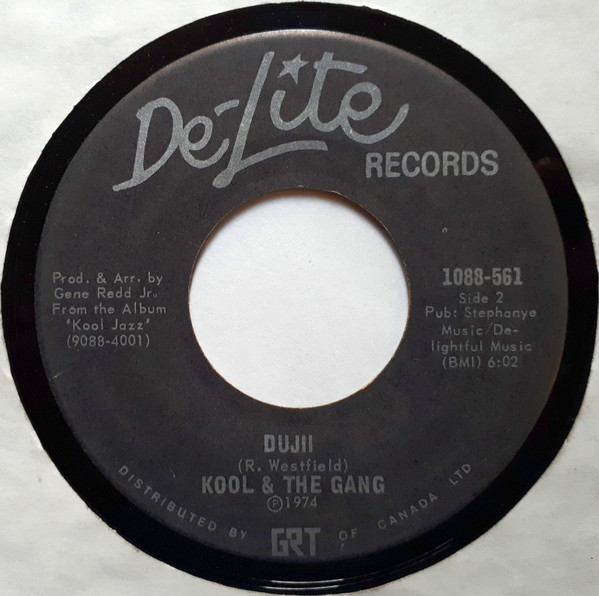 De-Lite
RECORDS
Prod. & Arr. by
Gene Redd Jr.
From the Album
"Kool Jazz"
(9088-4001)
1088-561
Side 2
Pub: Stephanye
Music/De-
lightful Music
(BMI) 6:02
DUJII
(R. Westfield)
KOOL & THE GANG
Ⓟ1974
DISTRIBUTED BY GRT OF CANADA LTD